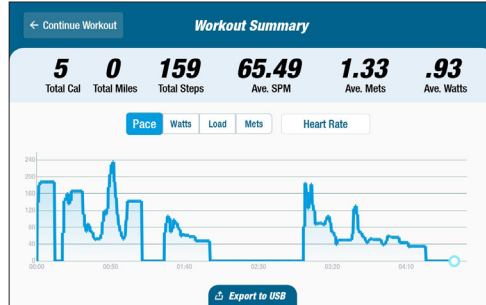 ← Continue Workout
Workout Summary
5 0 159 65.49 1.33 .93
Total Cal Total Miles Total Steps Ave. SPM Ave. Mets Ave. Watts
Pace Watts Load Mets Heart Rate
240
200
160
120
80
40
0
00:00 00:50 01:40 02:30 03:20 04:10
Export to USB